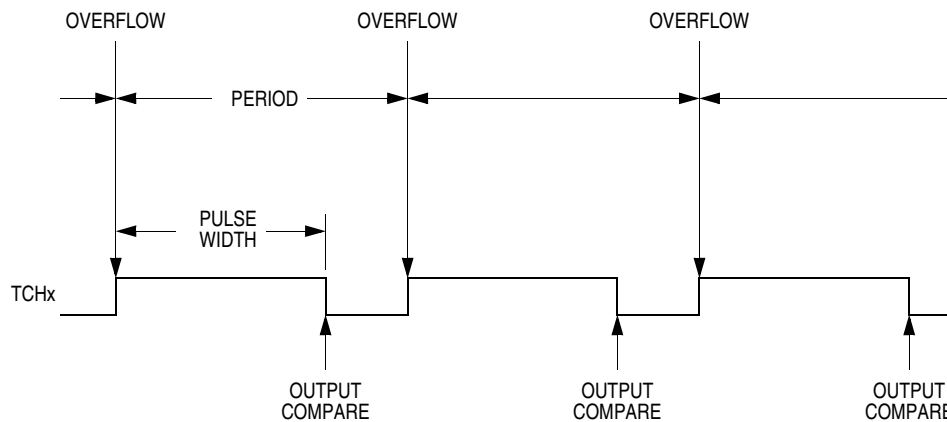 OVERFLOW
OVERFLOW
OVERFLOW
PERIOD
PULSE
WIDTH
TCHx
OUTPUT
COMPARE
OUTPUT
COMPARE
OUTPUT
COMPARE